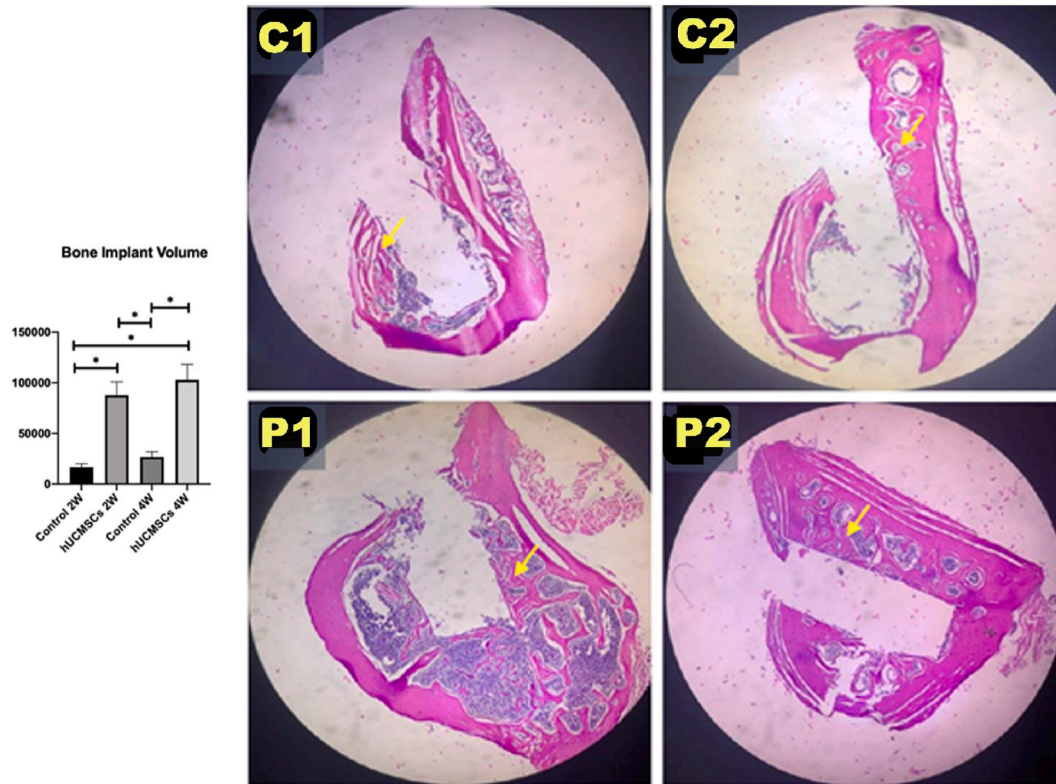 Bone Implant Volume
* *
*
*
150000
100000
50000
0
Control 2W
hUCMSCs 2W
Control 4W
hUCMSCs 4W
C1
C2
P1
P2